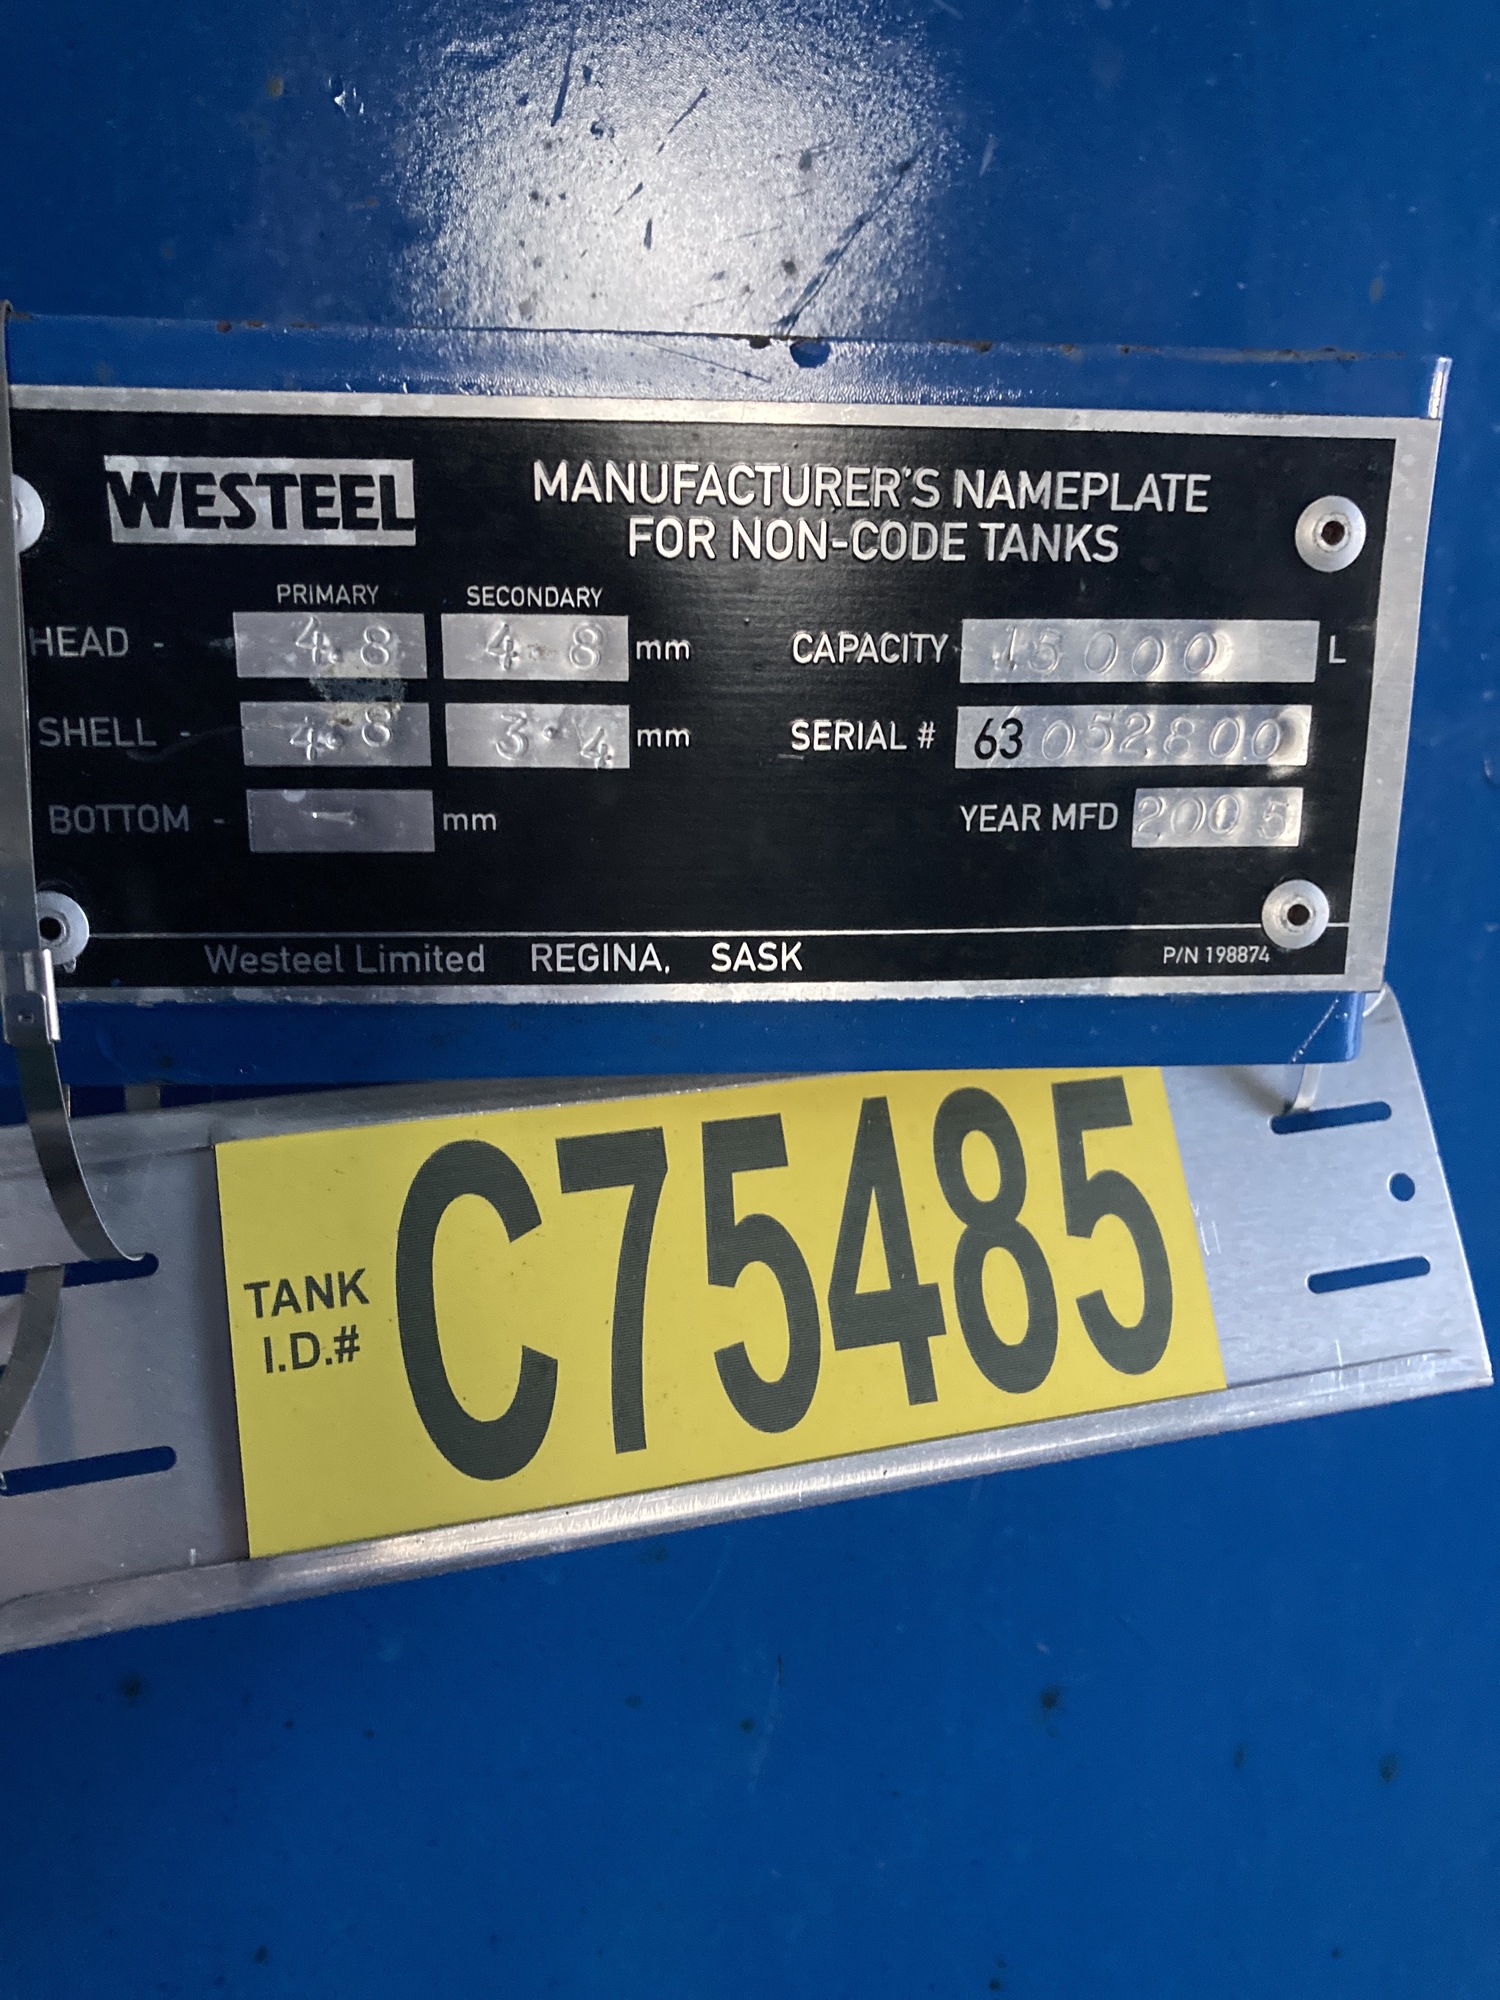 WESTEEL
MANUFACTURER'S NAMEPLATE
FOR NON-CODE TANKS
PRIMARY SECONDARY
HEAD - 4.8 4.8 mm CAPACITY 15000 L
SHELL - 4.8 3.4 mm SERIAL # 63052800
BOTTOM - - mm YEAR MFD 2005
Westeel Limited REGINA, SASK P/N 198874
TANK
I.D.#
C75485